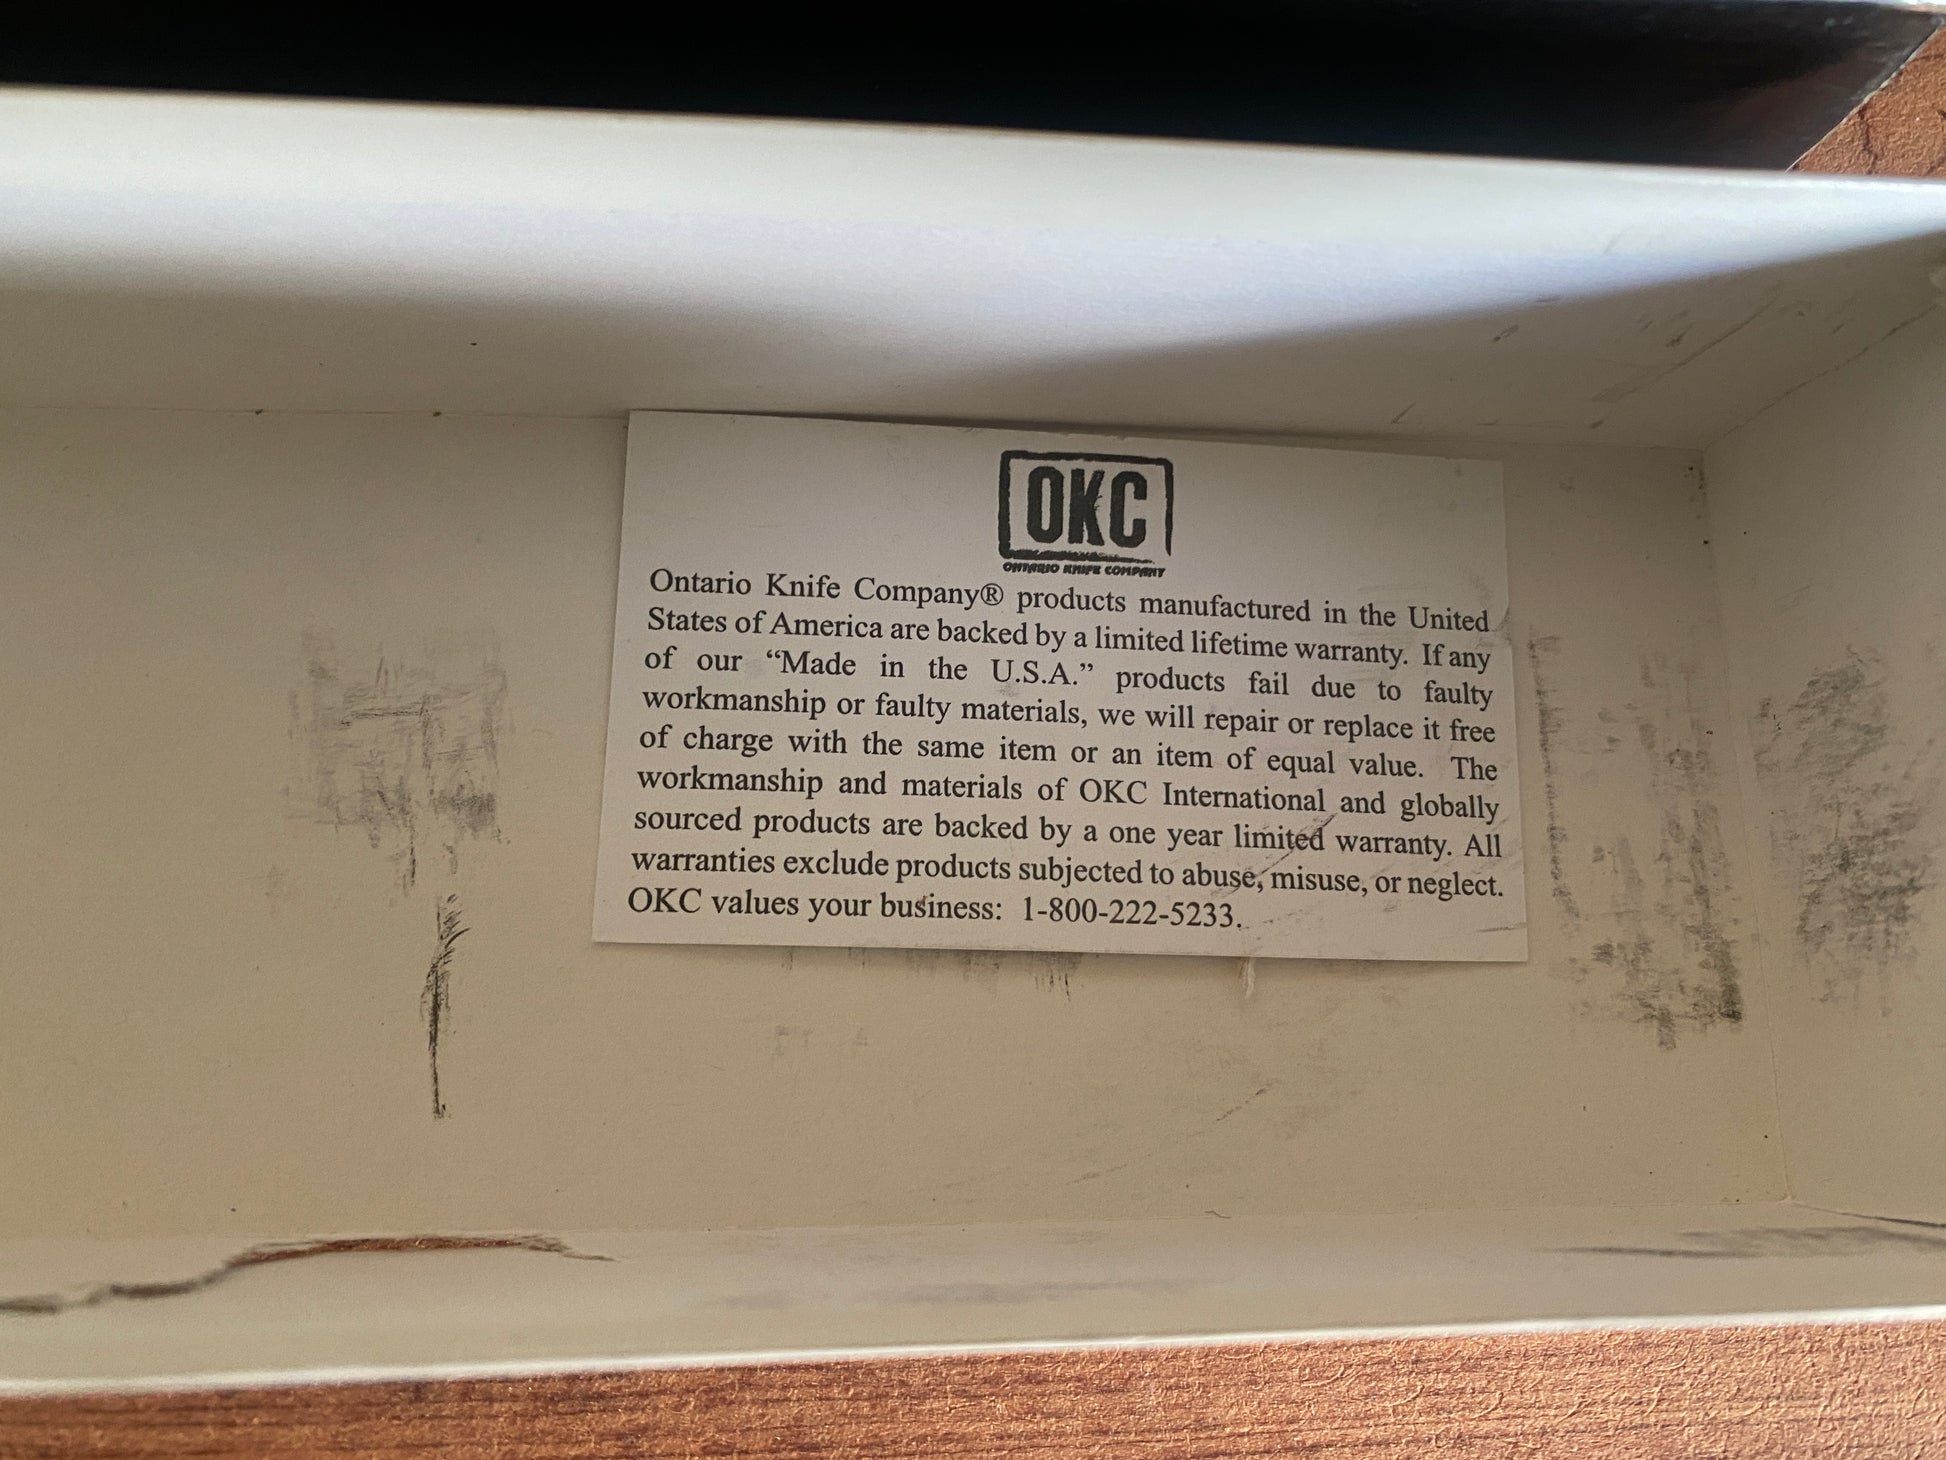 OKC
ONTARIO KNIFE COMPANY
Ontario Knife Company® products manufactured in the United
States of America are backed by a limited lifetime warranty. If any
of our “Made in the U.S.A.” products fail due to faulty
workmanship or faulty materials, we will repair or replace it free
of charge with the same item or an item of equal value. The
workmanship and materials of OKC International and globally
sourced products are backed by a one year limited warranty. All
warranties exclude products subjected to abuse, misuse, or neglect.
OKC values your business: 1-800-222-5233.